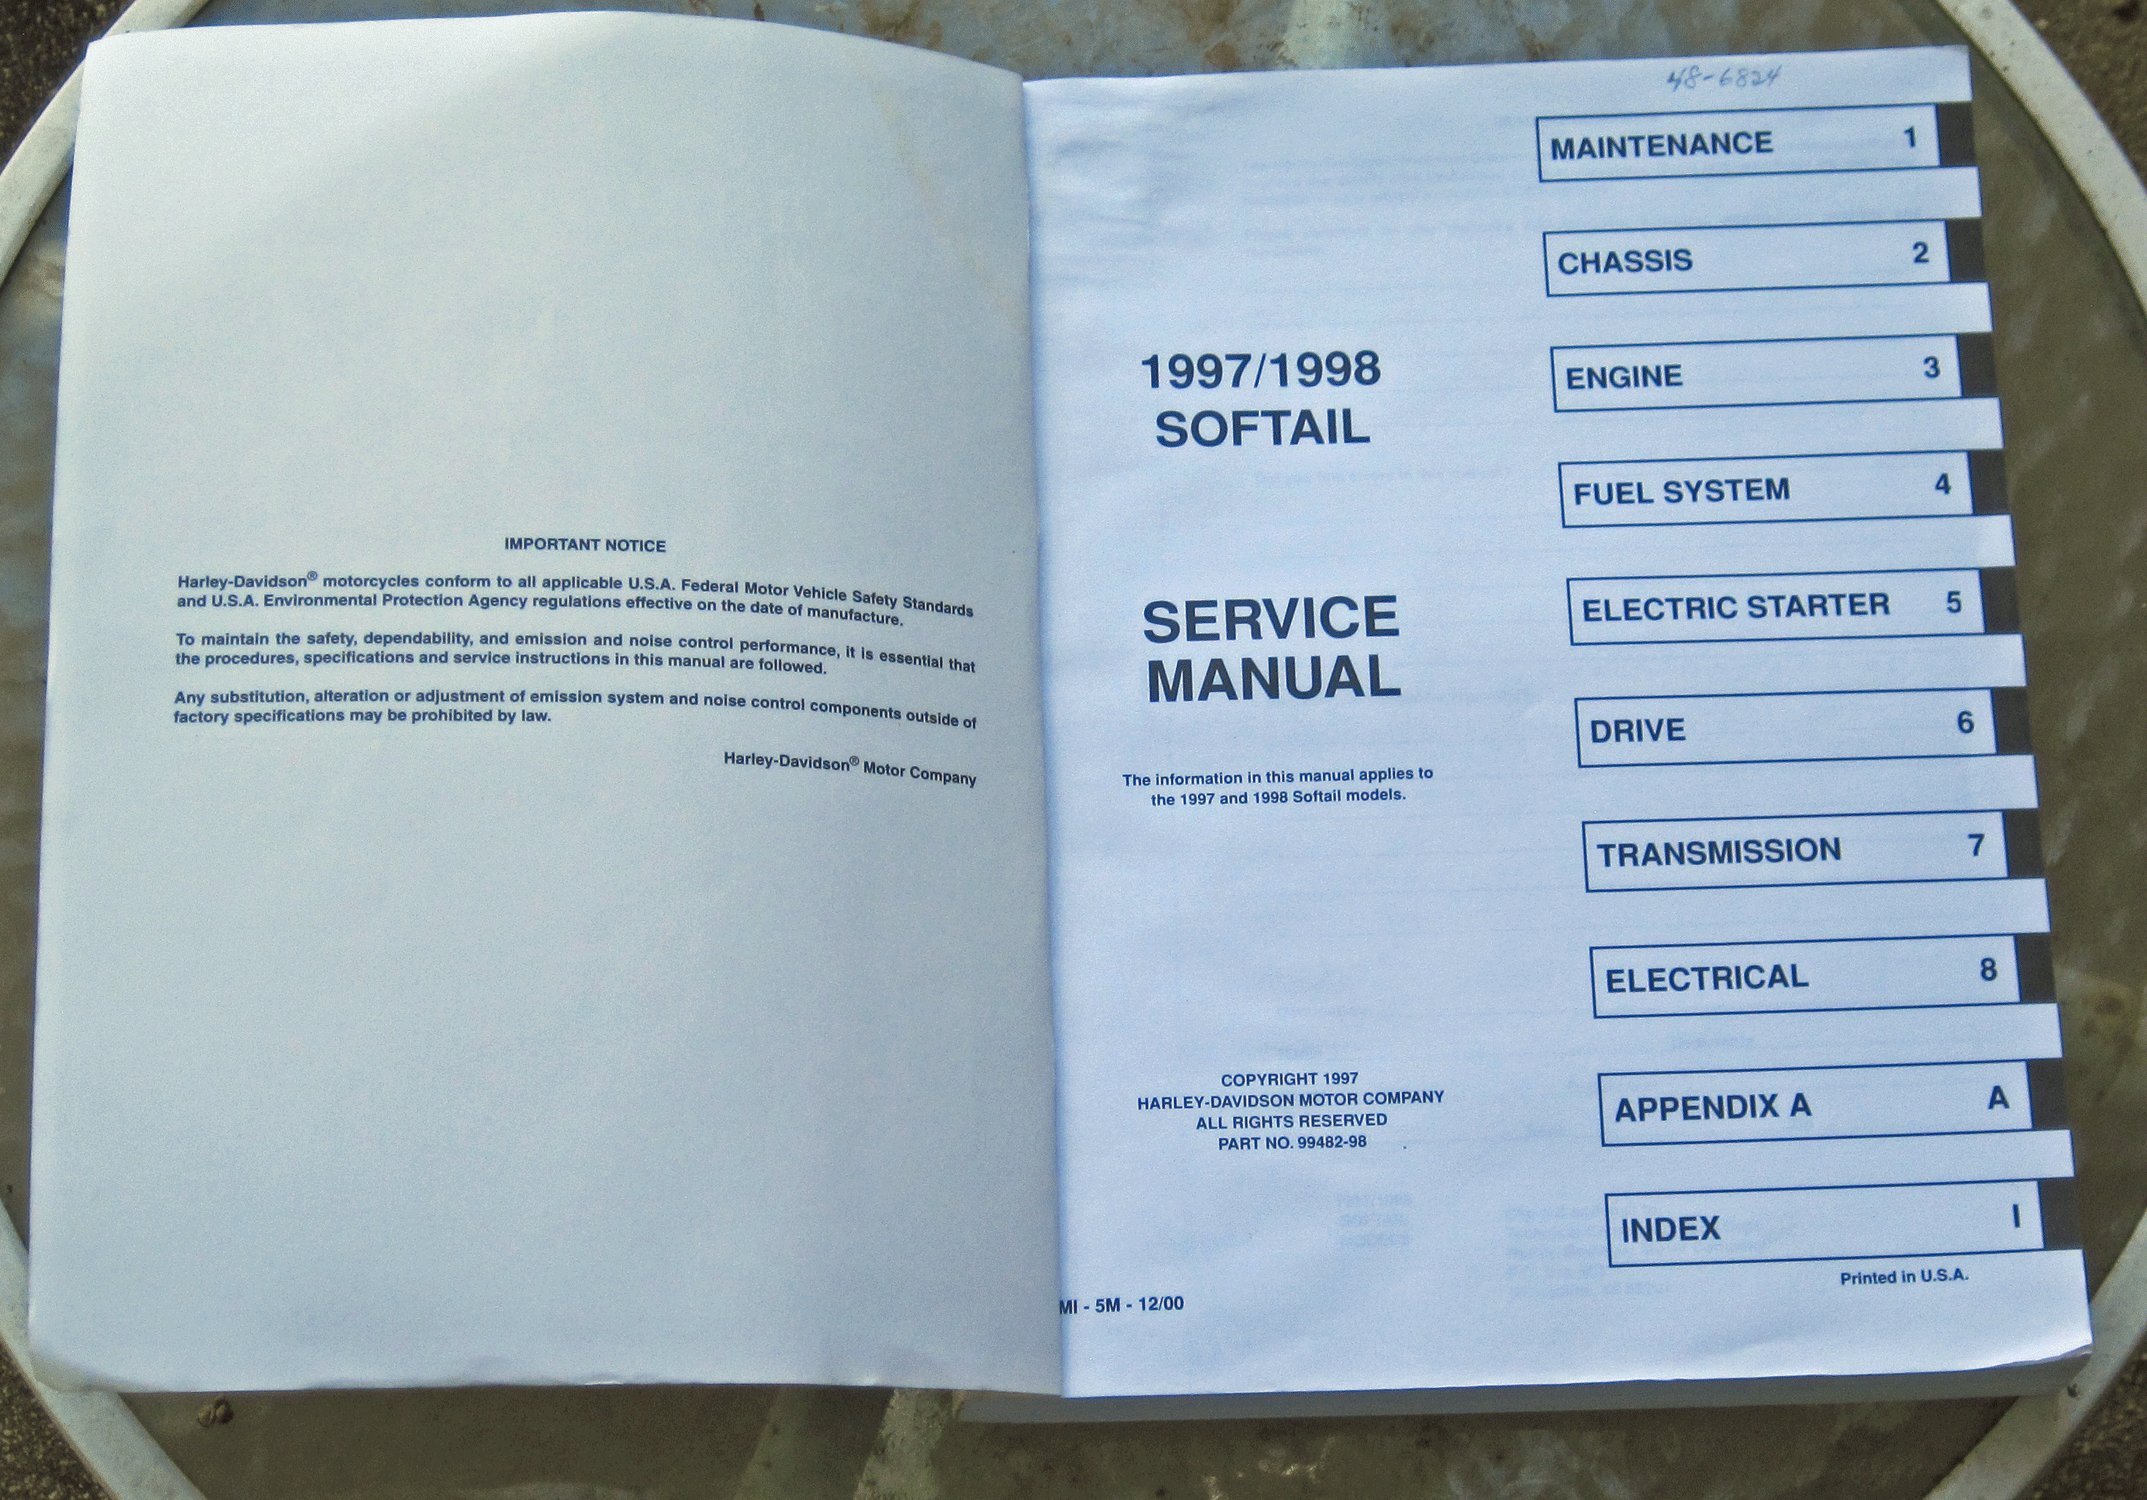 IMPORTANT NOTICE
Harley-Davidson® motorcycles conform to all applicable U.S.A. Federal Motor Vehicle Safety Standards
and U.S.A. Environmental Protection Agency regulations effective on the date of manufacture.
To maintain the safety, dependability, and emission and noise control performance, it is essential that
the procedures, specifications and service instructions in this manual are followed.
Any substitution, alteration or adjustment of emission system and noise control components outside of
factory specifications may be prohibited by law.
Harley-Davidson® Motor Company
48-6824
1997/1998
SOFTAIL
SERVICE
MANUAL
The information in this manual applies to
the 1997 and 1998 Softail models.
COPYRIGHT 1997
HARLEY-DAVIDSON MOTOR COMPANY
ALL RIGHTS RESERVED
PART NO. 99482-98
MI - 5M - 12/00
MAINTENANCE 1
CHASSIS 2
ENGINE 3
FUEL SYSTEM 4
ELECTRIC STARTER 5
DRIVE 6
TRANSMISSION 7
ELECTRICAL 8
APPENDIX A A
INDEX I
Printed in U.S.A.